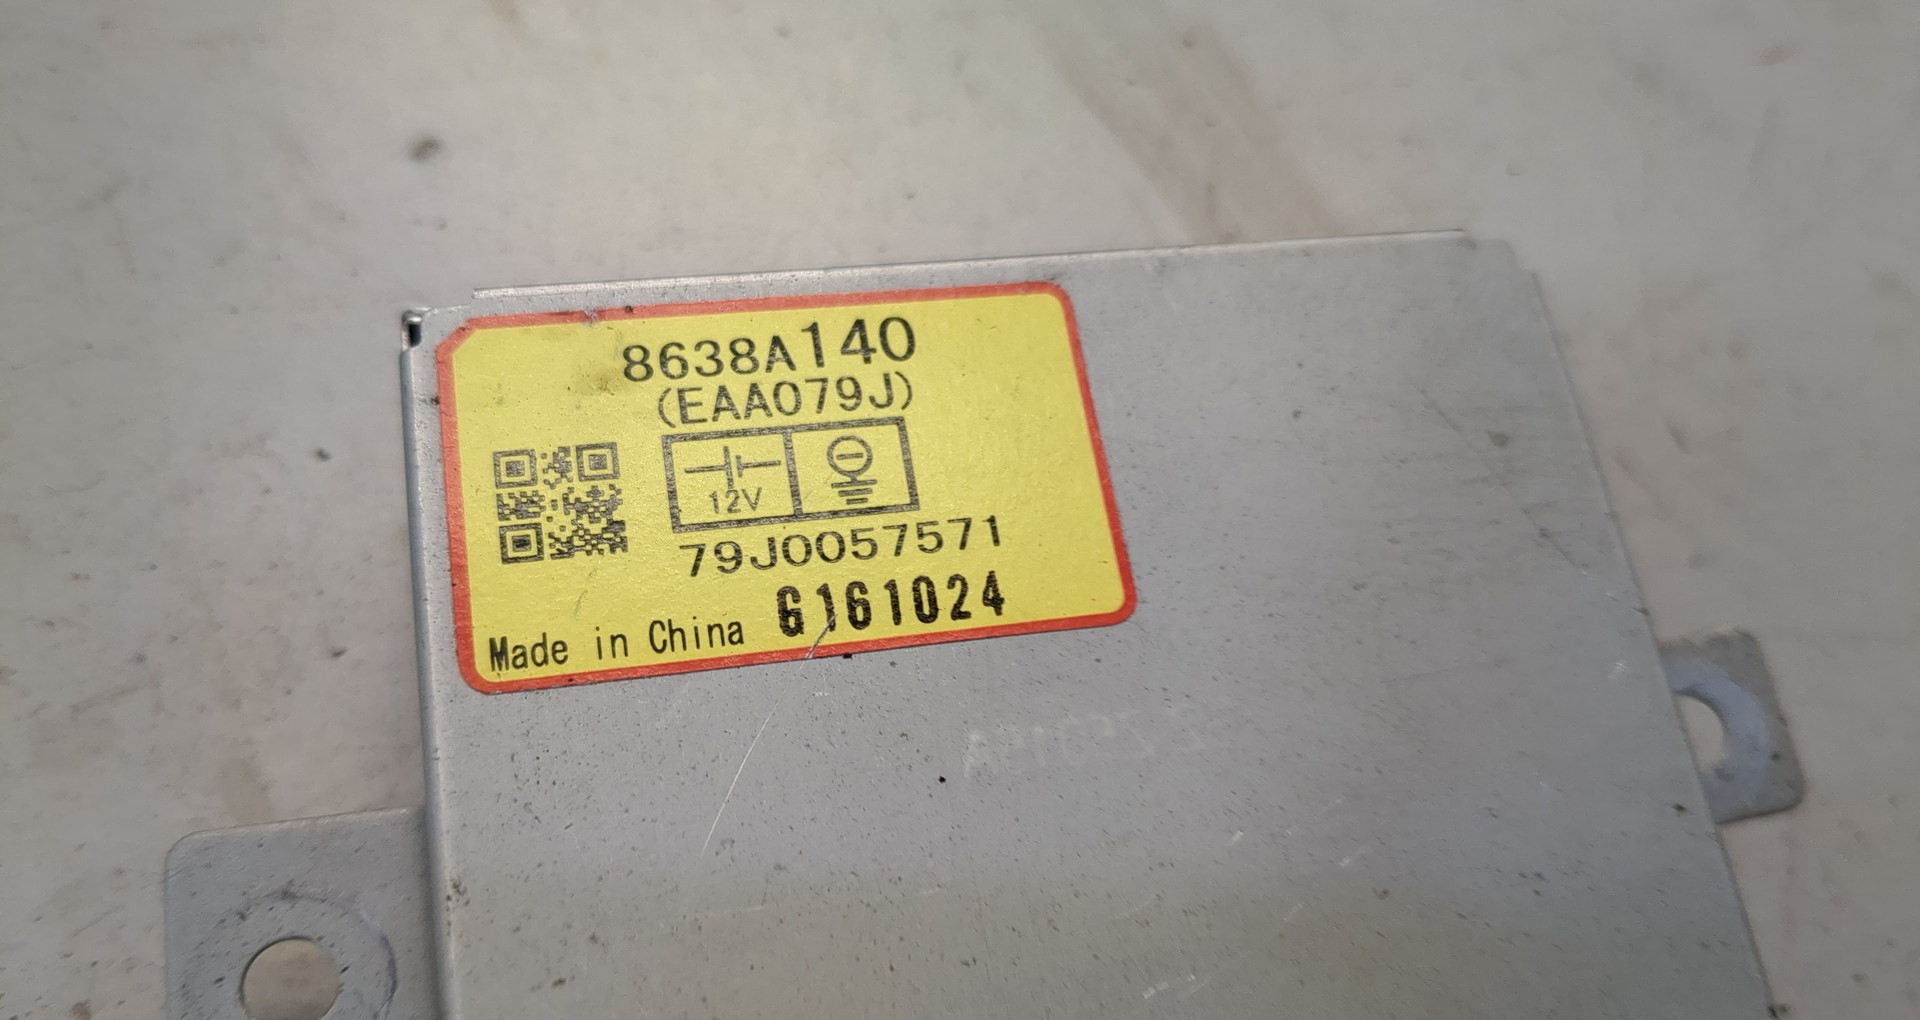 8638A140
(EAA079J)
12V
79J0057571
Made in China G161024